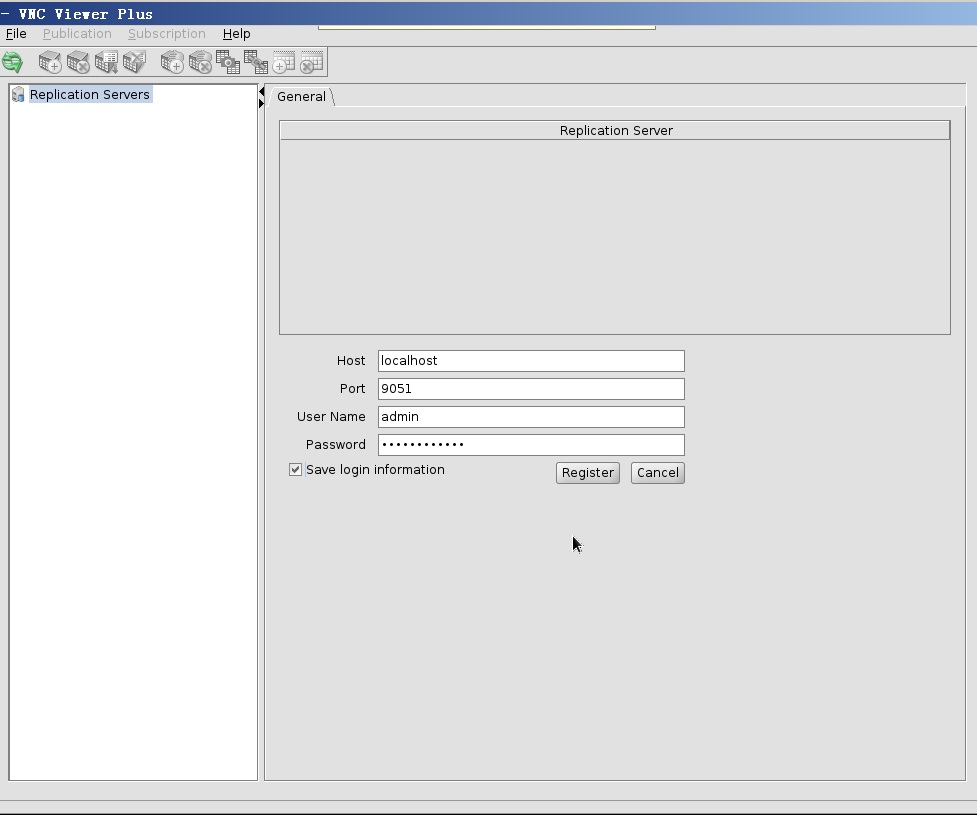 - VNC Viewer Plus
File Publication Subscription Help
Replication Servers
General
Replication Server
Host localhost
Port 9051
User Name admin
Password ••••••••••••
Save login information Register Cancel